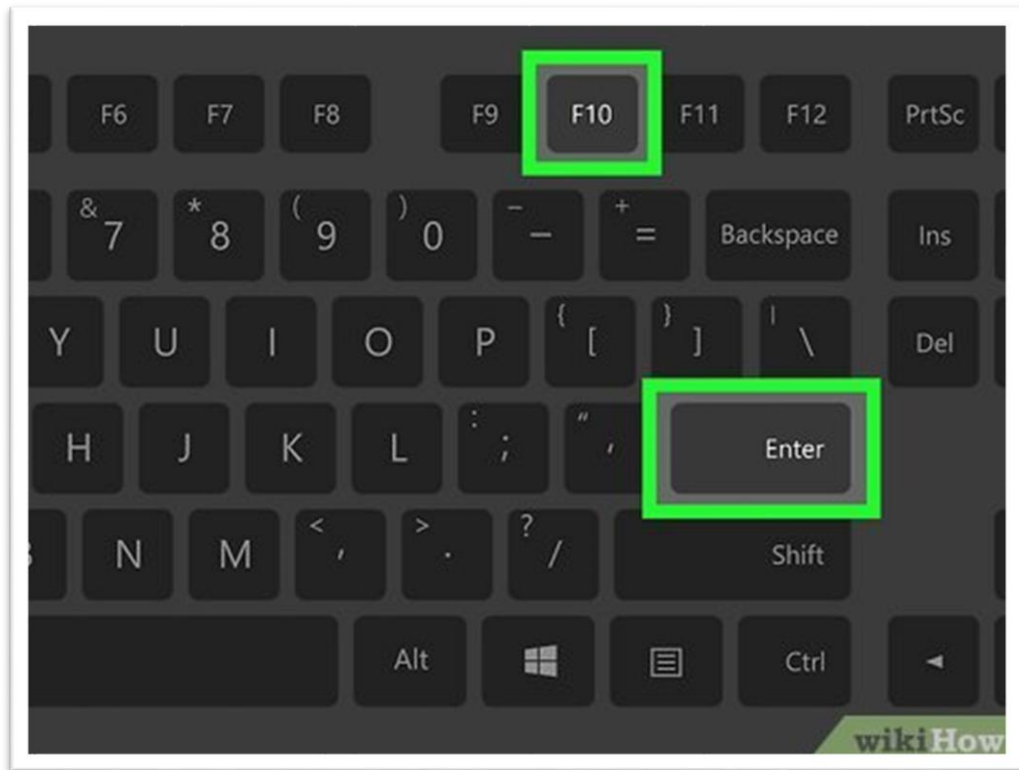 F6 F7 F8 F9 F10 F11 F12 PrtSc
& 7 * 8 ( 9 ) 0 _ - + = Backspace Ins
Y U I O P { [ } ] | \ Del
H J K L : ; " ' Enter
N M < , > . ? / Shift
Alt Ctrl
wikiHow